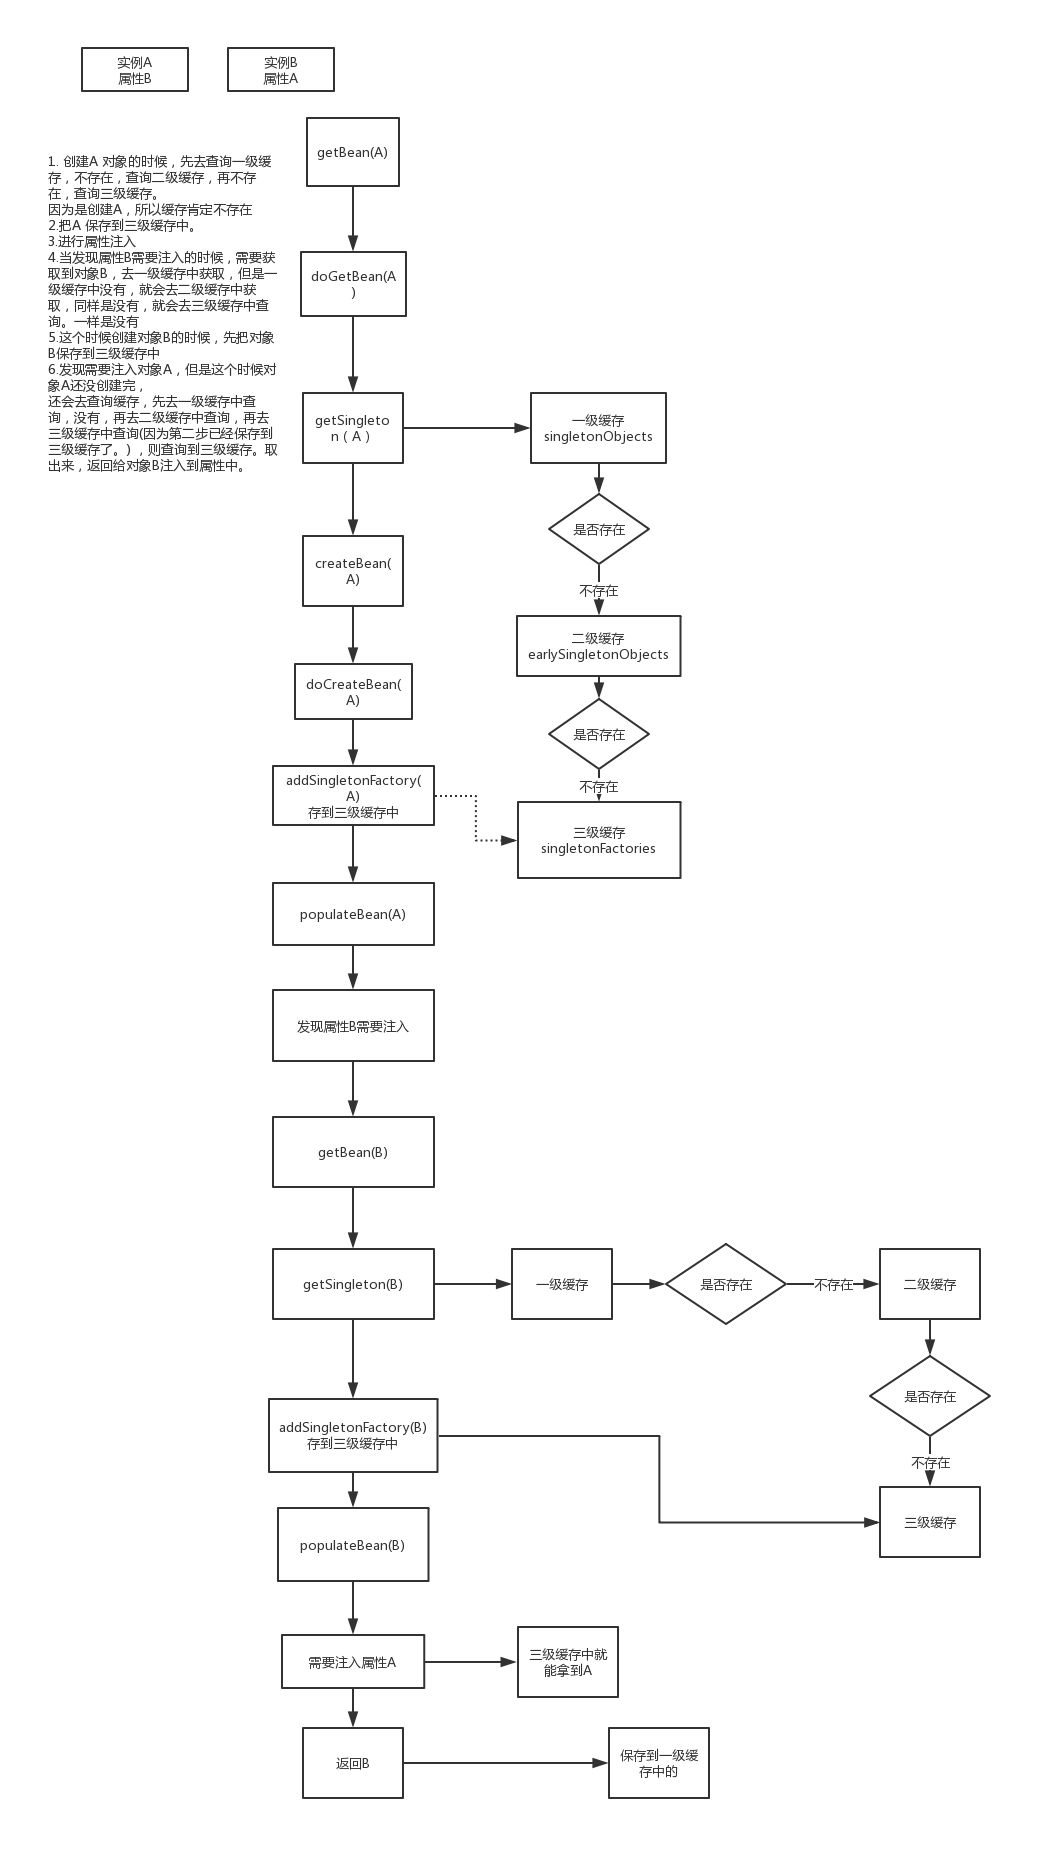 实例A
属性B
实例B
属性A
1. 创建A 对象的时候，先去查询一级缓
存，不存在，查询二级缓存，再不存
在，查询三级缓存。
因为是创建A，所以缓存肯定不存在
2.把A 保存到三级缓存中。
3.进行属性注入
4.当发现属性B需要注入的时候，需要获
取到对象B，去一级缓存中获取，但是一
级缓存中没有，就会去二级缓存中获
取，同样是没有，就会去三级缓存中查
询。一样是没有
5.这个时候创建对象B的时候，先把对象
B保存到三级缓存中
6.发现需要注入对象A，但是这个时候对
象A还没创建完，
还会去查询缓存，先去一级缓存中查
询，没有，再去二级缓存中查询，再去
三级缓存中查询(因为第二步已经保存到
三级缓存了。)，则查询到三级缓存。取
出来，返回给对象B注入到属性中。
getBean(A)
doGetBean(A
)
getSingleto
n（A）
一级缓存
singletonObjects
是否存在
不存在
createBean(
A)
二级缓存
earlySingletonObjects
doCreateBean(
A)
是否存在
不存在
addSingletonFactory(
A)
存到三级缓存中
三级缓存
singletonFactories
populateBean(A)
发现属性B需要注入
getBean(B)
getSingleton(B)
一级缓存
是否存在
不存在
二级缓存
是否存在
不存在
addSingletonFactory(B)
存到三级缓存中
三级缓存
populateBean(B)
需要注入属性A
三级缓存中就
能拿到A
返回B
保存到一级缓
存中的